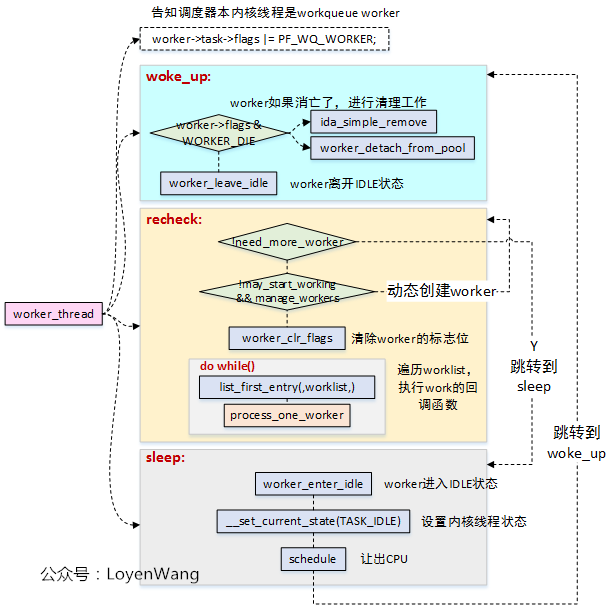 告知调度器本内核线程是workqueue worker
worker->task->flags |= PF_WQ_WORKER;
woke_up:
worker如果消亡了，进行清理工作
worker->flags &
WORKER_DIE
ida_simple_remove
worker_detach_from_pool
worker_leave_idle
worker离开IDLE状态
recheck:
!need_more_worker
!may_start_working
&& manage_workers
动态创建worker
worker_clr_flags
清除worker的标志位
worker_thread
do while()
list_first_entry(,worklist,)
process_one_worker
遍历worklist，
执行work的回
调函数
Y
跳转到
sleep
跳转到
woke_up
sleep:
worker_enter_idle
worker进入IDLE状态
__set_current_state(TASK_IDLE)
设置内核线程状态
schedule
让出CPU
公众号：LoyenWang